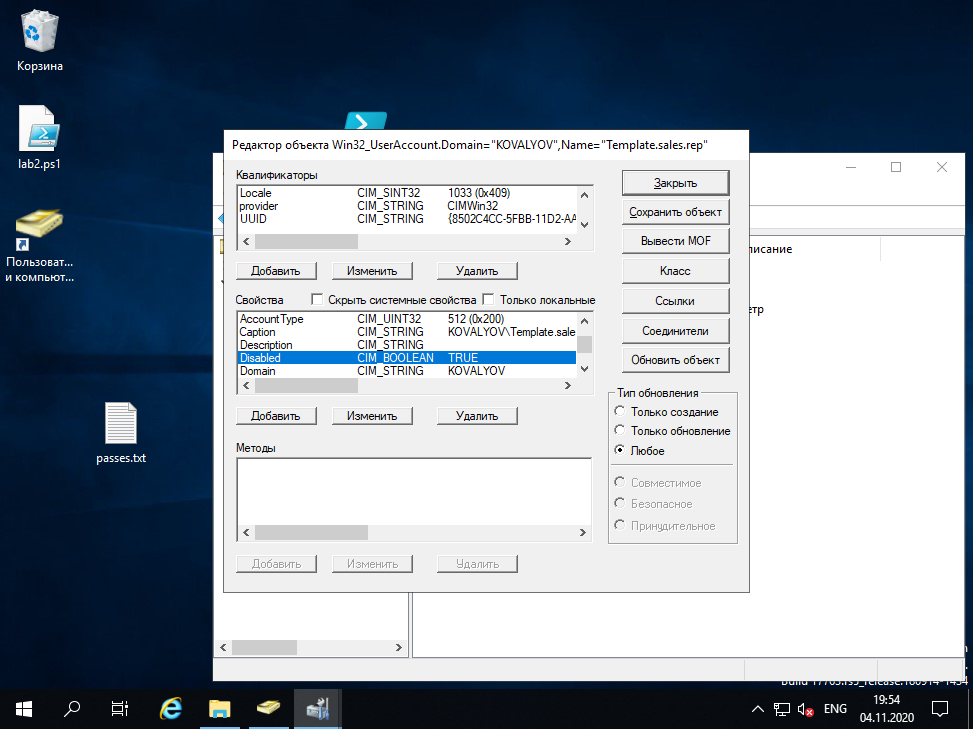 Корзина
lab2.ps1
Пользоват...
и компьют...
passes.txt
Редактор объекта Win32_UserAccount.Domain="KOVALYOV",Name="Template.sales.rep"
Квалификаторы
Locale CIM_SINT32 1033 (0x409)
provider CIM_STRING CIMWin32
UUID CIM_STRING {8502C4CC-5FBB-11D2-AA
Добавить Изменить Удалить
Свойства Скрыть системные свойства Только локальные
AccountType CIM_UINT32 512 (0x200)
Caption CIM_STRING KOVALYOV\Template.sale
Description CIM_STRING
Disabled CIM_BOOLEAN TRUE
Domain CIM_STRING KOVALYOV
Добавить Изменить Удалить
Методы
Добавить Изменить Удалить
Закрыть
Сохранить объект
Вывести MOF
Класс
Ссылки
Соединители
Обновить объект
Тип обновления
Только создание
Только обновление
Любое
Совместимое
Безопасное
Принудительное
писание
етр
Build 17763.rs5_release.180914-1434
ENG
19:54
04.11.2020